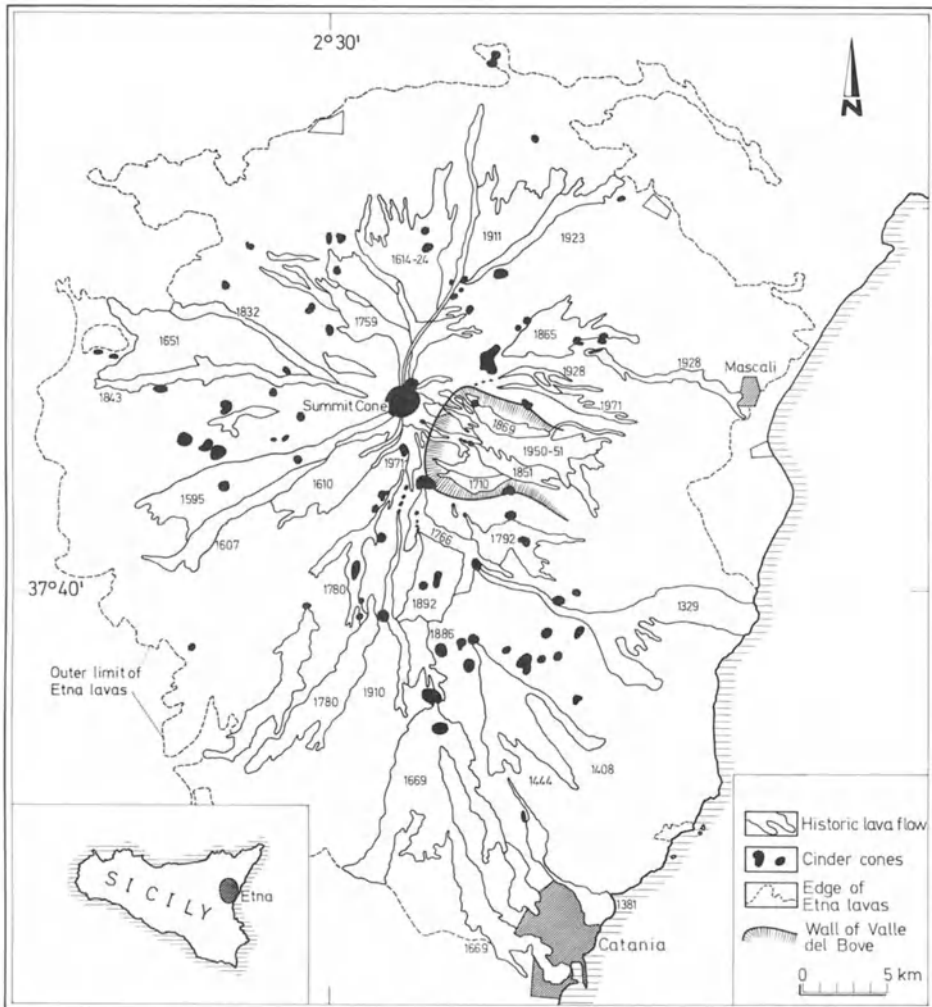 2°30'
N
1911
1923
1614-24
1832
1759
1651
1865
1928
Mascali
1928
1843
Summit Cone
1971
1869
1950-51
1971
1851
1710
1610
1595
1792
1766
1607
1780
37°40'
1892
1329
1886
Outer limit of
Etna lavas
1910
1780
1669
1408
1444
Historic lava flow
Cinder cones
Edge of
Etna lavas
Wall of Valle
del Bove
0 5 km
SICILY
Etna
1381
Catania
1669